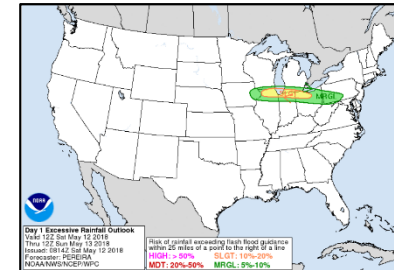 SLGT
MRGL
noaa
Day 1 Excessive Rainfall Outlook
Valid 12Z Sat May 12 2018
Thru 12Z Sun May 13 2018
Issued: 0814Z Sat May 12 2018
Forecaster: PEREIRA
NOAA/NWS/NCEP/WPC
Risk of rainfall exceeding flash flood guidance
within 25 miles of a point to the right of a line
HIGH: > 50% SLGT: 10%-20%
MDT: 20%-50% MRGL: 5%-10%